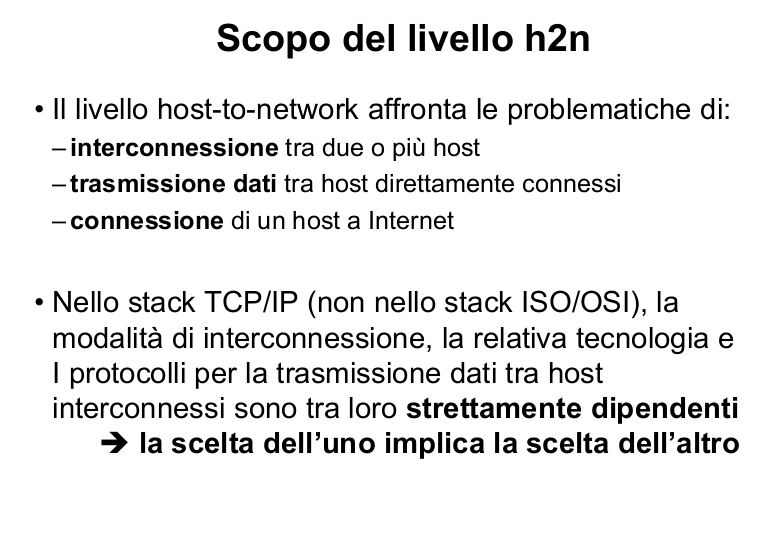 Scopo del livello h2n
• Il livello host-to-network affronta le problematiche di:
– interconnessione tra due o più host
– trasmissione dati tra host direttamente connessi
– connessione di un host a Internet
• Nello stack TCP/IP (non nello stack ISO/OSI), la
modalità di interconnessione, la relativa tecnologia e
I protocolli per la trasmissione dati tra host
interconnessi sono tra loro strettamente dipendenti
➔ la scelta dell’uno implica la scelta dell’altro